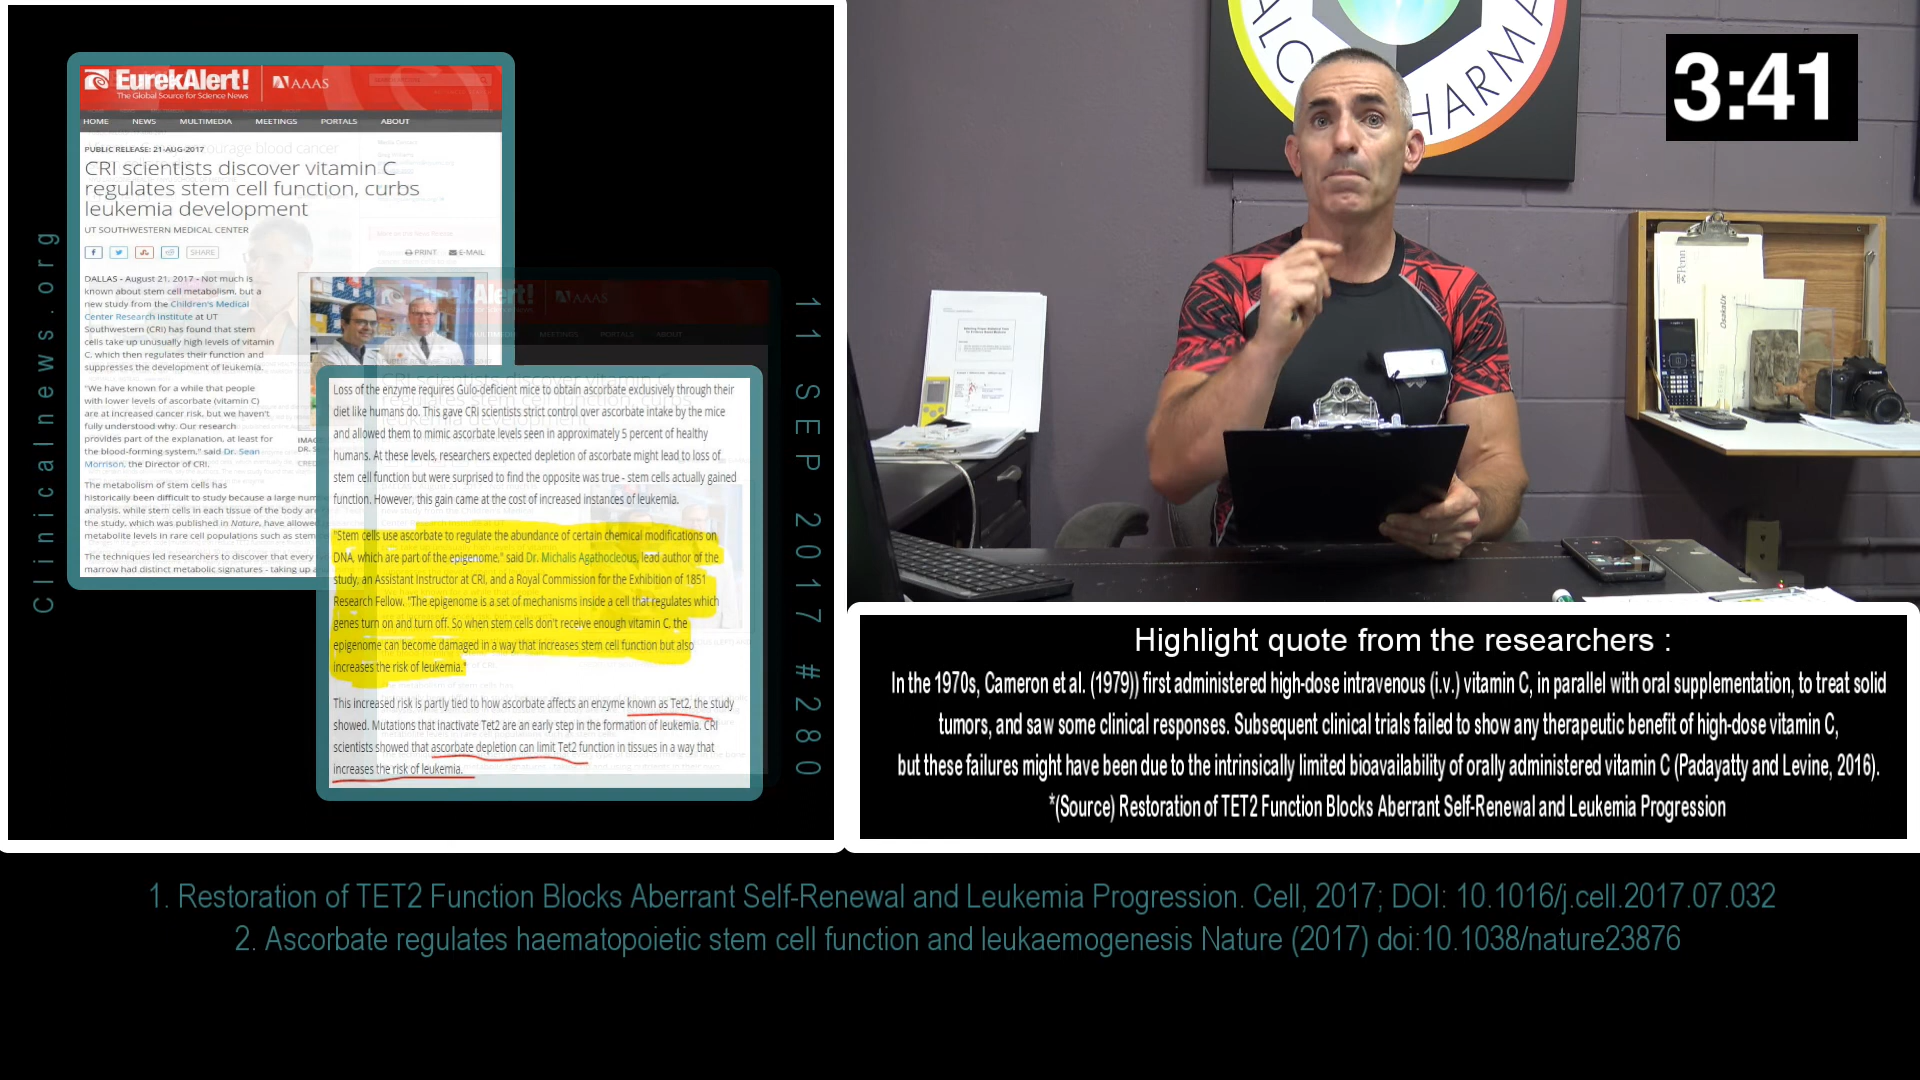 Clinicalnews.org
EurekAlert!
The Global Source for Science News
AAAS
HOME NEWS MULTIMEDIA MEETINGS PORTALS ABOUT
PUBLIC RELEASE: 21-AUG-2017
CRI scientists discover vitamin C
regulates stem cell function, curbs
leukemia development
UT SOUTHWESTERN MEDICAL CENTER
SHARE
PRINT E-MAIL
DALLAS - August 21, 2017 - Not much is
known about stem cell metabolism, but a
new study from the Children's Medical
Center Research Institute at UT
Southwestern (CRI) has found that stem
cells take up unusually high levels of vitamin
C, which then regulates their function and
suppresses the development of leukemia.
"We have known for a while that people
with lower levels of ascorbate (vitamin C)
are at increased cancer risk, but we haven't
fully understood why. Our research
provides part of the explanation, at least for
the blood-forming system," said Dr. Sean
Morrison, the Director of CRI.
The metabolism of stem cells has
historically been difficult to study because a large
analysis, while stem cells in each tissue of the body are
the study, which was published in Nature, have allowed
metabolite levels in rare cell populations such as stem
The techniques led researchers to discover that every
marrow had distinct metabolic signatures - taking up
Loss of the enzyme requires Gulo-deficient mice to obtain ascorbate exclusively through their
diet like humans do. This gave CRI scientists strict control over ascorbate intake by the mice
and allowed them to mimic ascorbate levels seen in approximately 5 percent of healthy
humans. At these levels, researchers expected depletion of ascorbate might lead to loss of
stem cell function but were surprised to find the opposite was true - stem cells actually gained
function. However, this gain came at the cost of increased instances of leukemia.
"Stem cells use ascorbate to regulate the abundance of certain chemical modifications on
DNA, which are part of the epigenome," said Dr. Michalis Agathocleous, lead author of the
study, an Assistant Instructor at CRI, and a Royal Commission for the Exhibition of 1851
Research Fellow. "The epigenome is a set of mechanisms inside a cell that regulates which
genes turn on and turn off. So when stem cells don't receive enough vitamin C, the
epigenome can become damaged in a way that increases stem cell function but also
increases the risk of leukemia."
This increased risk is partly tied to how ascorbate affects an enzyme known as Tet2, the study
showed. Mutations that inactivate Tet2 are an early step in the formation of leukemia. CRI
scientists showed that ascorbate depletion can limit Tet2 function in tissues in a way that
increases the risk of leukemia.
11 SEP 2017 #280
3:41
Highlight quote from the researchers :
In the 1970s, Cameron et al. (1979)) first administered high-dose intravenous (i.v.) vitamin C, in parallel with oral supplementation, to treat solid
tumors, and saw some clinical responses. Subsequent clinical trials failed to show any therapeutic benefit of high-dose vitamin C,
but these failures might have been due to the intrinsically limited bioavailability of orally administered vitamin C (Padayatty and Levine, 2016).
*(Source) Restoration of TET2 Function Blocks Aberrant Self-Renewal and Leukemia Progression
1. Restoration of TET2 Function Blocks Aberrant Self-Renewal and Leukemia Progression. Cell, 2017; DOI: 10.1016/j.cell.2017.07.032
2. Ascorbate regulates haematopoietic stem cell function and leukaemogenesis Nature (2017) doi:10.1038/nature23876